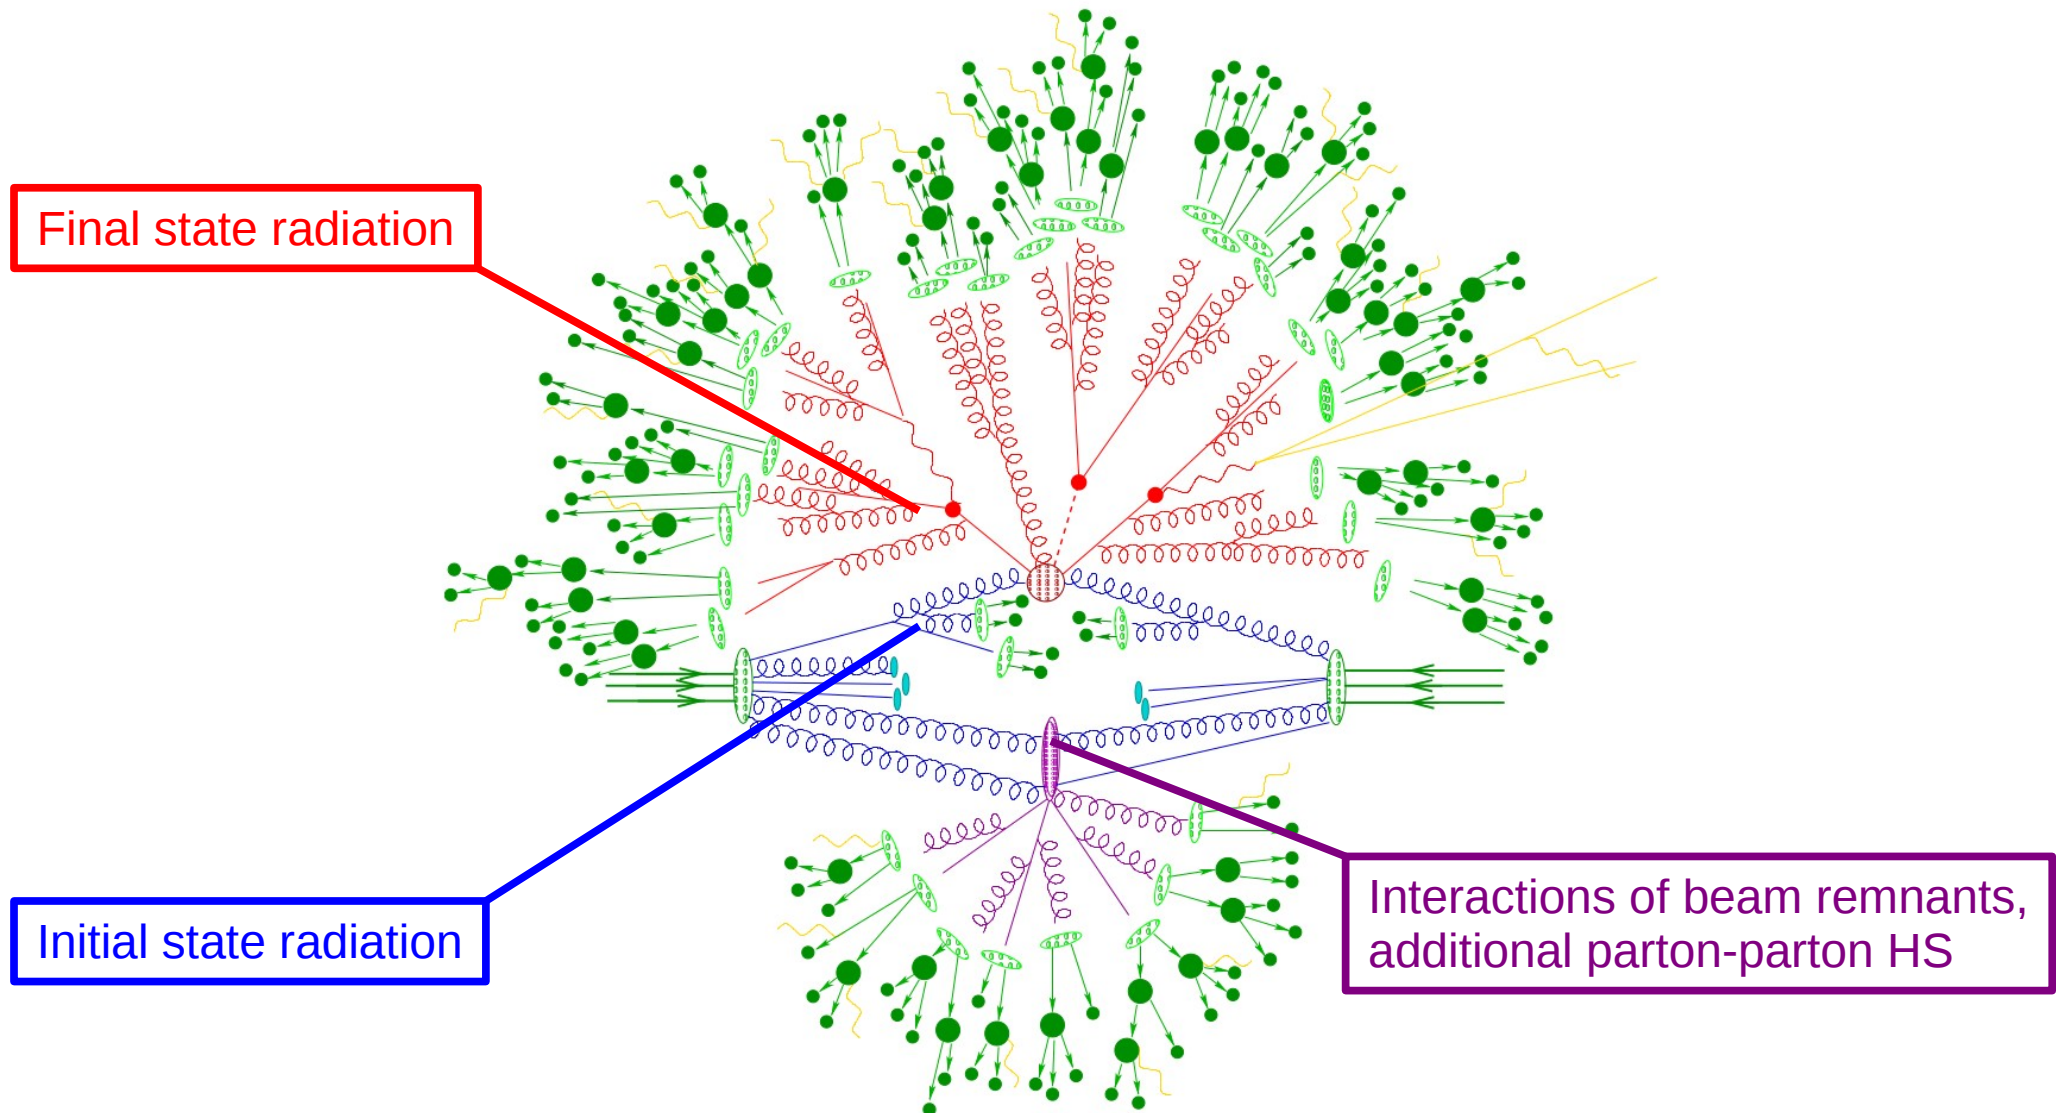 Final state radiation
Initial state radiation
Interactions of beam remnants,
additional parton-parton HS